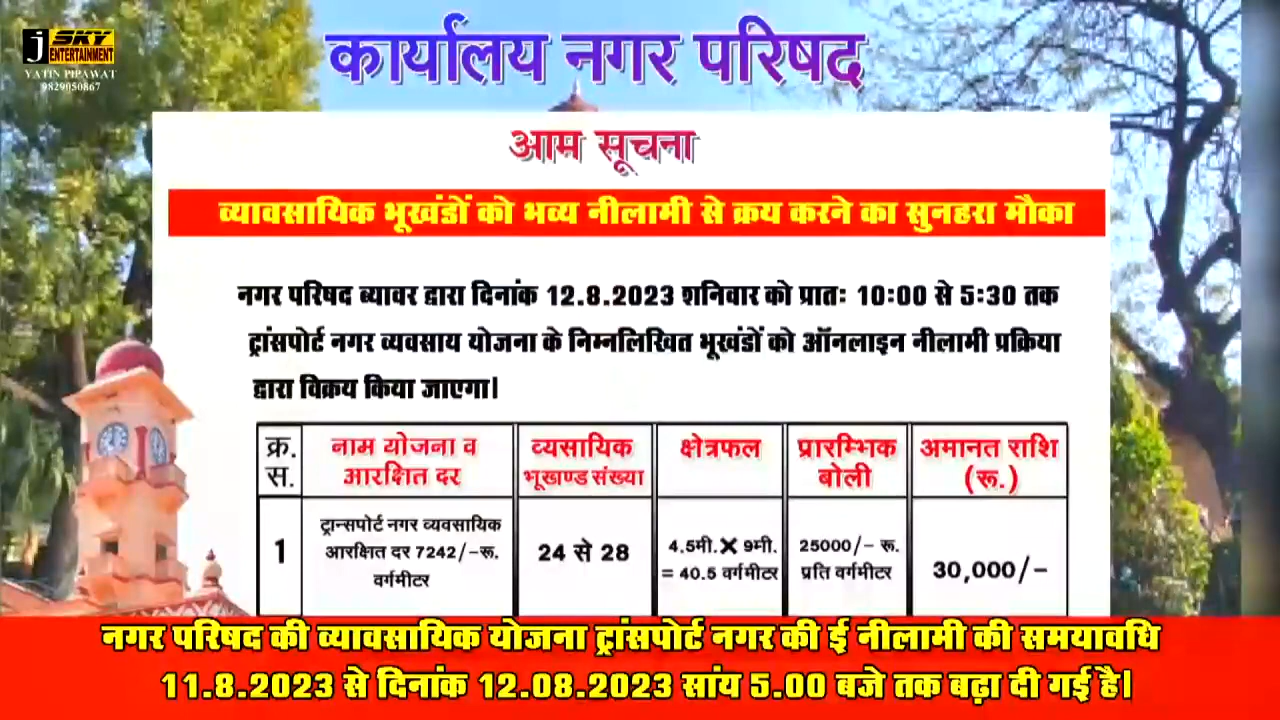 j SKY
ENTERTAINMENT
YATIN PIPAWAT
9829050867
कार्यालय नगर परिषद
आम सूचना
व्यावसायिक भूखंडों को भव्य नीलामी से क्रय करने का सुनहरा मौका
नगर परिषद ब्यावर द्वारा दिनांक 12.8.2023 शनिवार को प्रातः 10:00 से 5:30 तक
ट्रांसपोर्ट नगर व्यवसाय योजना के निम्नलिखित भूखंडों को ऑनलाइन नीलामी प्रक्रिया
द्वारा विक्रय किया जाएगा।
क्र. स. नाम योजना व आरक्षित दर व्यसायिक भूखाण्ड संख्या क्षेत्रफल प्रारम्भिक बोली अमानत राशि (रू.)
1 ट्रान्सपोर्ट नगर व्यवसायिक आरक्षित दर 7242/-रू. वर्गमीटर 24 से 28 4.5मी.✗ 9मी. = 40.5 वर्गमीटर 25000/- रू. प्रति वर्गमीटर 30,000/-
नगर परिषद की व्यावसायिक योजना ट्रांसपोर्ट नगर की ई नीलामी की समयावधि
11.8.2023 से दिनांक 12.08.2023 सांय 5.00 बजे तक बढ़ा दी गई है।